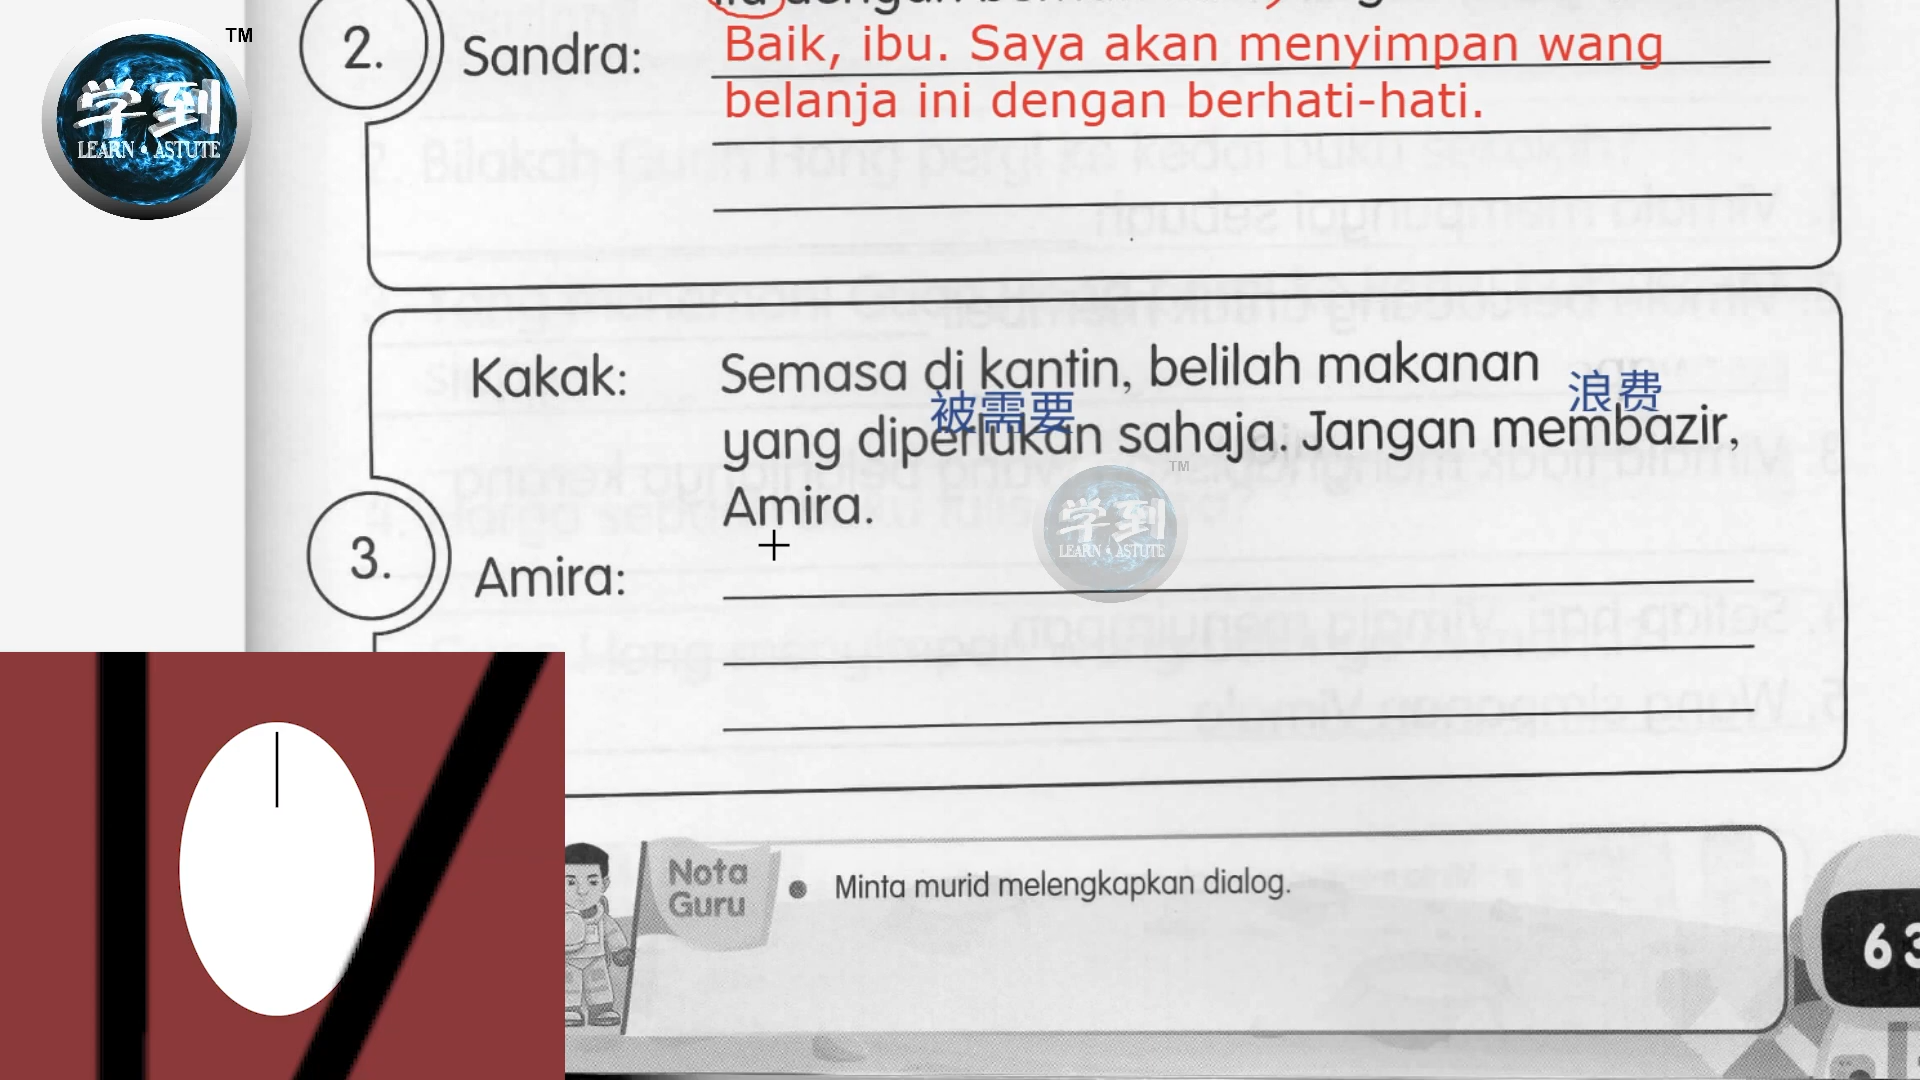 TM
学到
LEARN • ASTUTE
2.
Sandra:
Baik, ibu. Saya akan menyimpan wang
belanja ini dengan berhati-hati.
Kakak:
Semasa di kantin, belilah makanan
被需要
浪费
yang diperlukan sahaja. Jangan membazir,
Amira.
TM
学到
LEARN • ASTUTE
3.
Amira:
Nota
Guru
● Minta murid melengkapkan dialog.
63